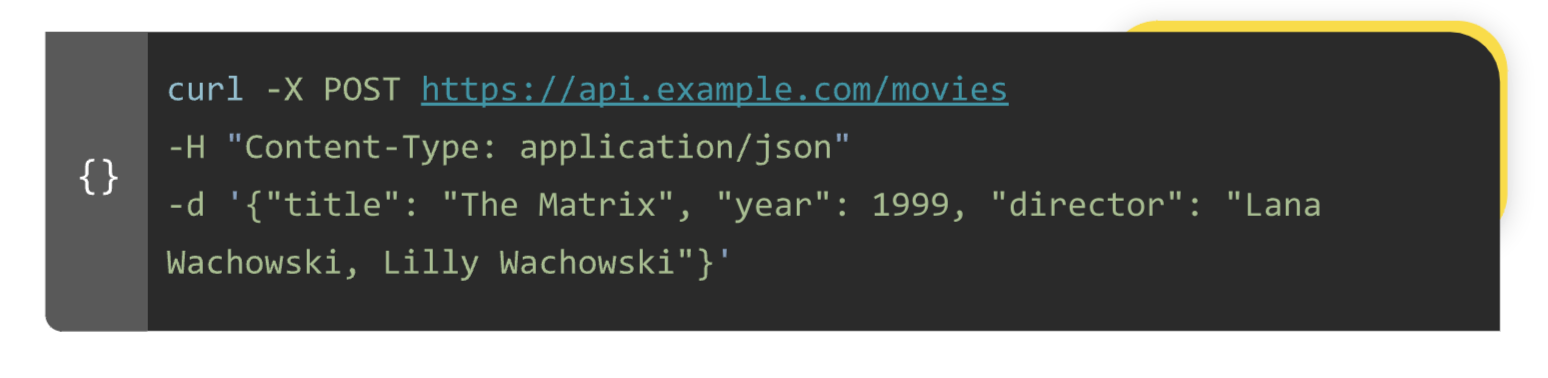 {}
curl -X POST https://api.example.com/movies
-H "Content-Type: application/json"
-d '{"title": "The Matrix", "year": 1999, "director": "Lana
Wachowski, Lilly Wachowski"}'